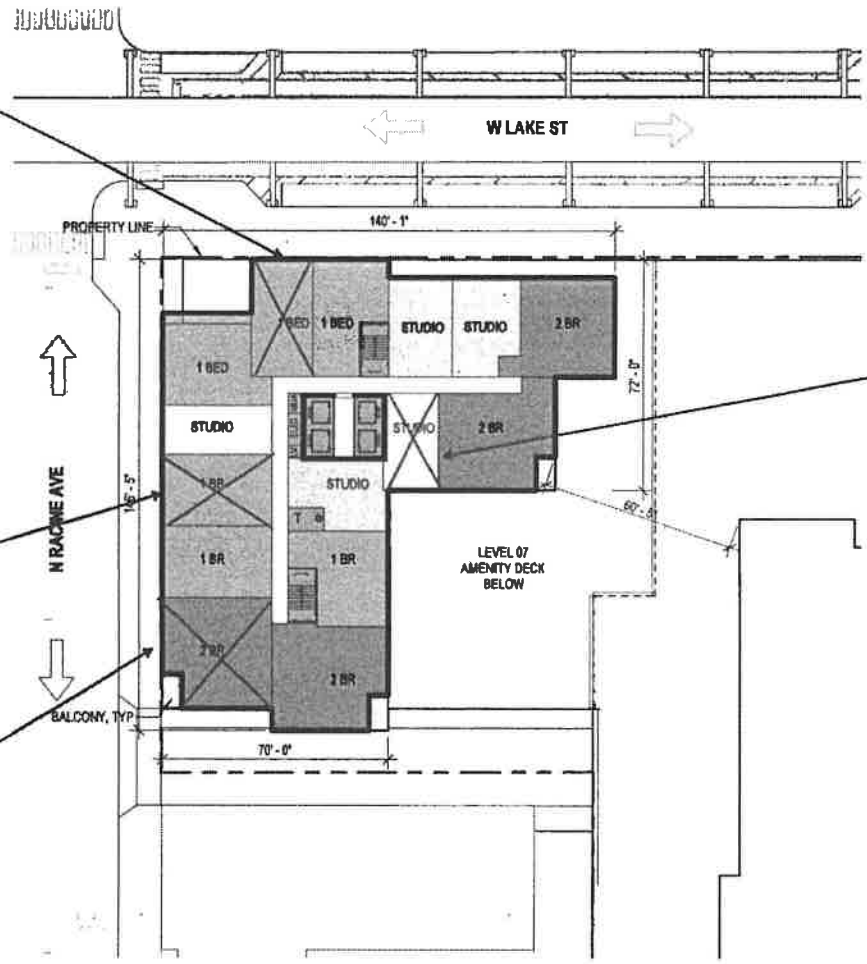 W LAKE ST
140' - 1"
PROPERTY LINE
1 BED
1 BED
STUDIO
STUDIO
2 BR
1 BED
72' - 0"
STUDIO
STUDIO
2 BR
N RACINE AVE
1 BR
STUDIO
T
1 BR
1 BR
LEVEL 07
AMENITY DECK
BELOW
2 BR
2 BR
BALCONY, TYP
70' - 0"